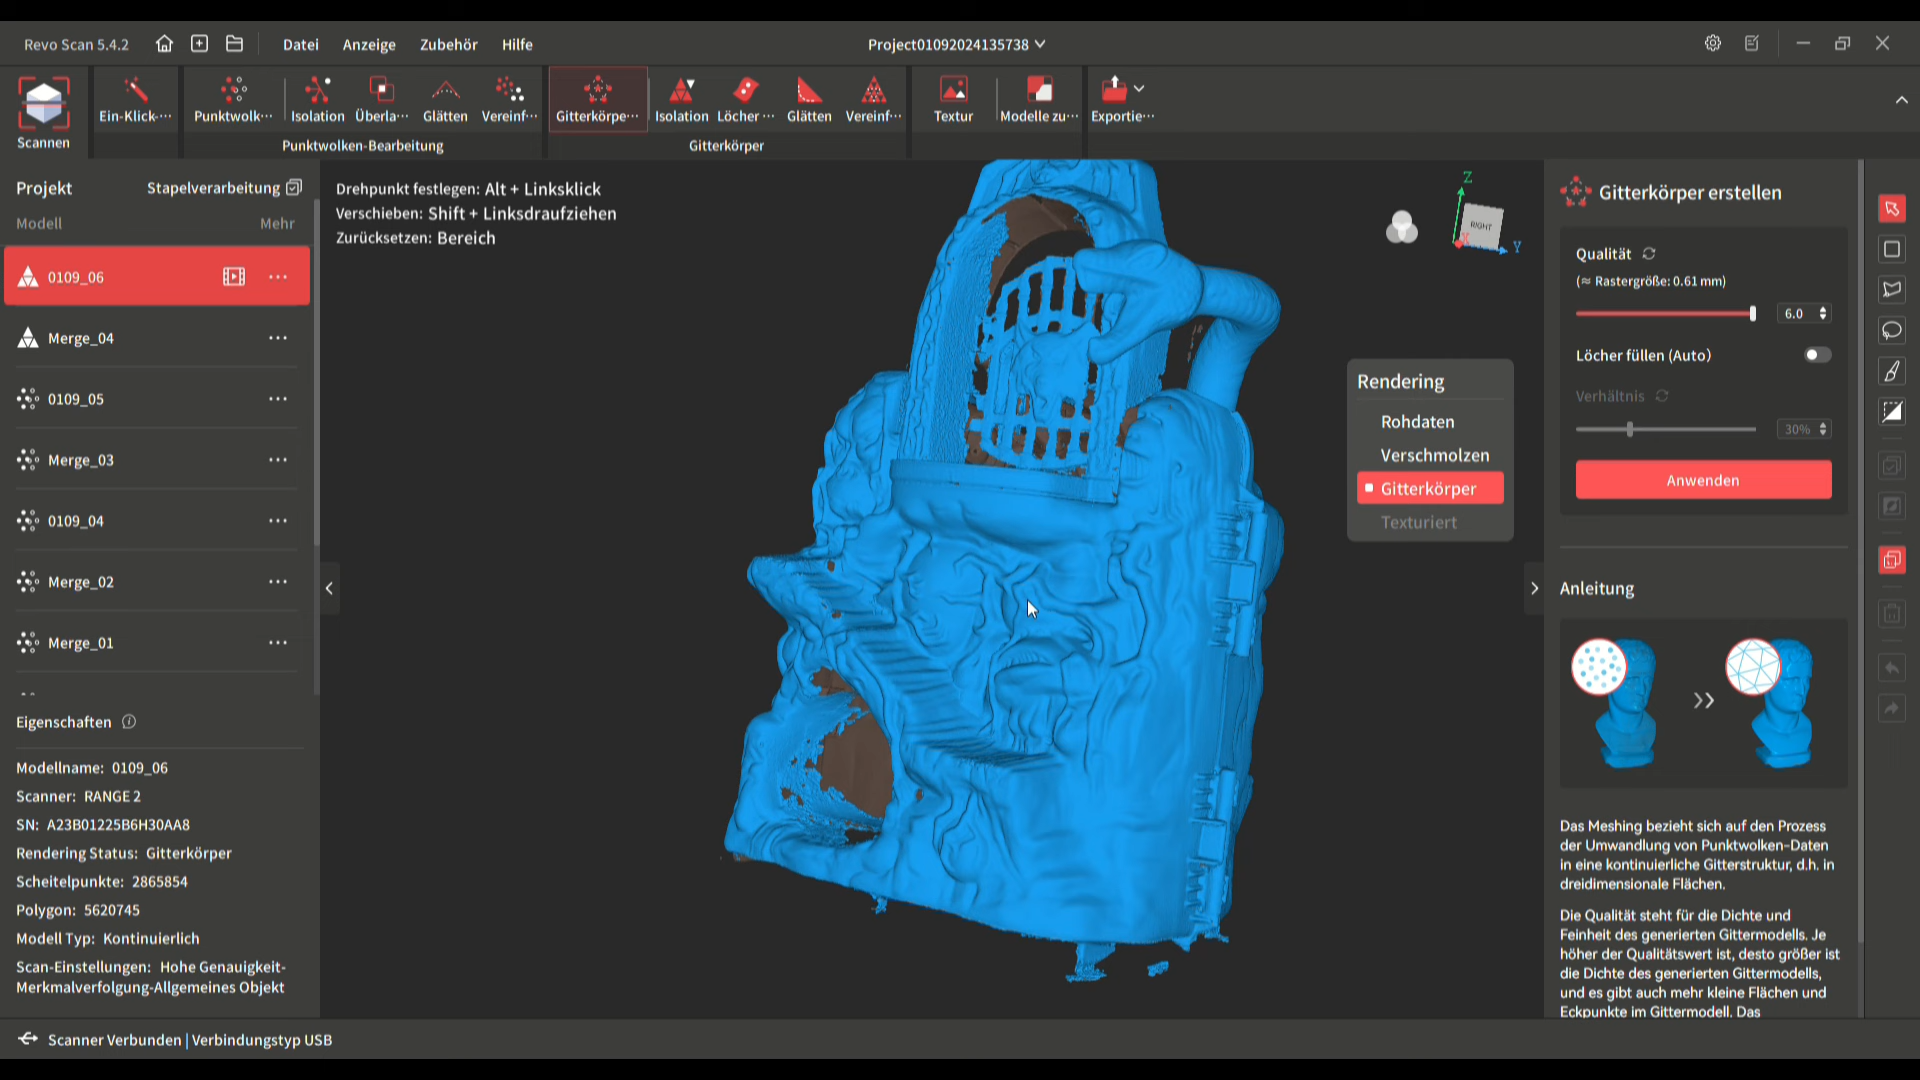 Revo Scan 5.4.2
Datei
Anzeige
Zubehör
Hilfe
Project01092024135738
Scannen
Ein-Klick-···
Punktwolk···
Isolation
Überla···
Glätten
Vereinf···
Punktwolken-Bearbeitung
Gitterkörpe···
Isolation
Löcher ···
Glätten
Vereinf···
Gitterkörper
Textur
Modelle zu···
Exportie···
Projekt
Stapelverarbeitung
Modell
Mehr
0109_06
Merge_04
0109_05
Merge_03
0109_04
Merge_02
Merge_01
Eigenschaften
Modellname: 0109_06
Scanner: RANGE 2
SN: A23B01225B6H30AA8
Rendering Status: Gitterkörper
Scheitelpunkte: 2865854
Polygon: 5620745
Modell Typ: Kontinuierlich
Scan-Einstellungen: Hohe Genauigkeit-
Merkmalverfolgung-Allgemeines Objekt
Drehpunkt festlegen: Alt + Linksklick
Verschieben: Shift + Linksdraufziehen
Zurücksetzen: Bereich
Z
RIGHT
X
Y
Rendering
Rohdaten
Verschmolzen
Gitterkörper
Texturiert
Gitterkörper erstellen
Qualität
(≈ Rastergröße: 0.61 mm)
6.0
Löcher füllen (Auto)
Verhältnis
30%
Anwenden
Anleitung
Das Meshing bezieht sich auf den Prozess
der Umwandlung von Punktwolken-Daten
in eine kontinuierliche Gitterstruktur, d.h. in
dreidimensionale Flächen.
Die Qualität steht für die Dichte und
Feinheit des generierten Gittermodells. Je
höher der Qualitätswert ist, desto größer ist
die Dichte des generierten Gittermodells,
und es gibt auch mehr kleine Flächen und
Eckpunkte im Gittermodell. Das
Scanner Verbunden | Verbindungstyp USB